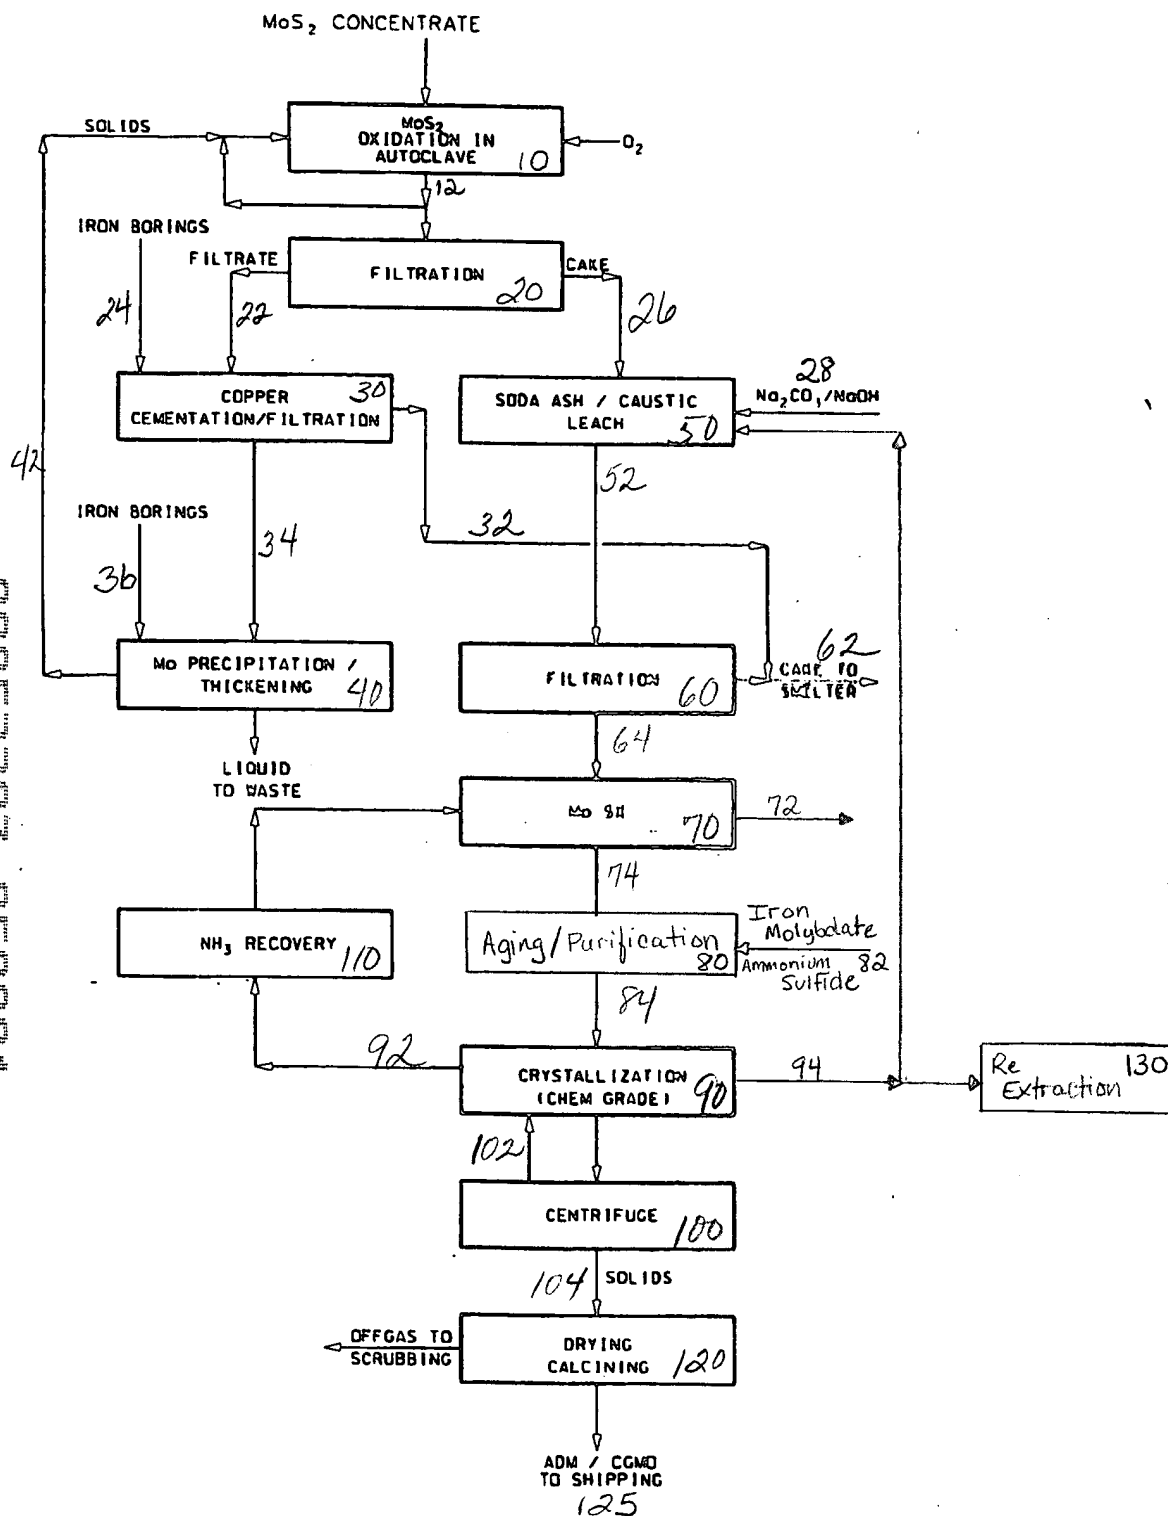 MoS2 CONCENTRATE
SOLIDS
MoS2
OXIDATION IN
AUTOCLAVE
10
O2
12
IRON BORINGS
FILTRATE
FILTRATION
20
CAKE
24
22
26
COPPER
CEMENTATION/FILTRATION
30
SODA ASH / CAUSTIC
LEACH
50
28
Na2CO3/NaOH
42
52
IRON BORINGS
34
32
36
MO PRECIPITATION /
THICKENING
40
FILTRATION
60
62
CAKE TO
SMELTER
64
LIQUID
TO WASTE
70
72
74
NH3 RECOVERY
110
Aging/Purification
80
Iron
Molybdate
Ammonium 82
Sulfide
84
92
CRYSTALLIZATION
(CHEM GRADE)
90
94
Re 130
Extraction
102
CENTRIFUGE
100
104 SOLIDS
OFFGAS TO
SCRUBBING
DRYING
CALCINING
120
ADM / CGMO
TO SHIPPING
125